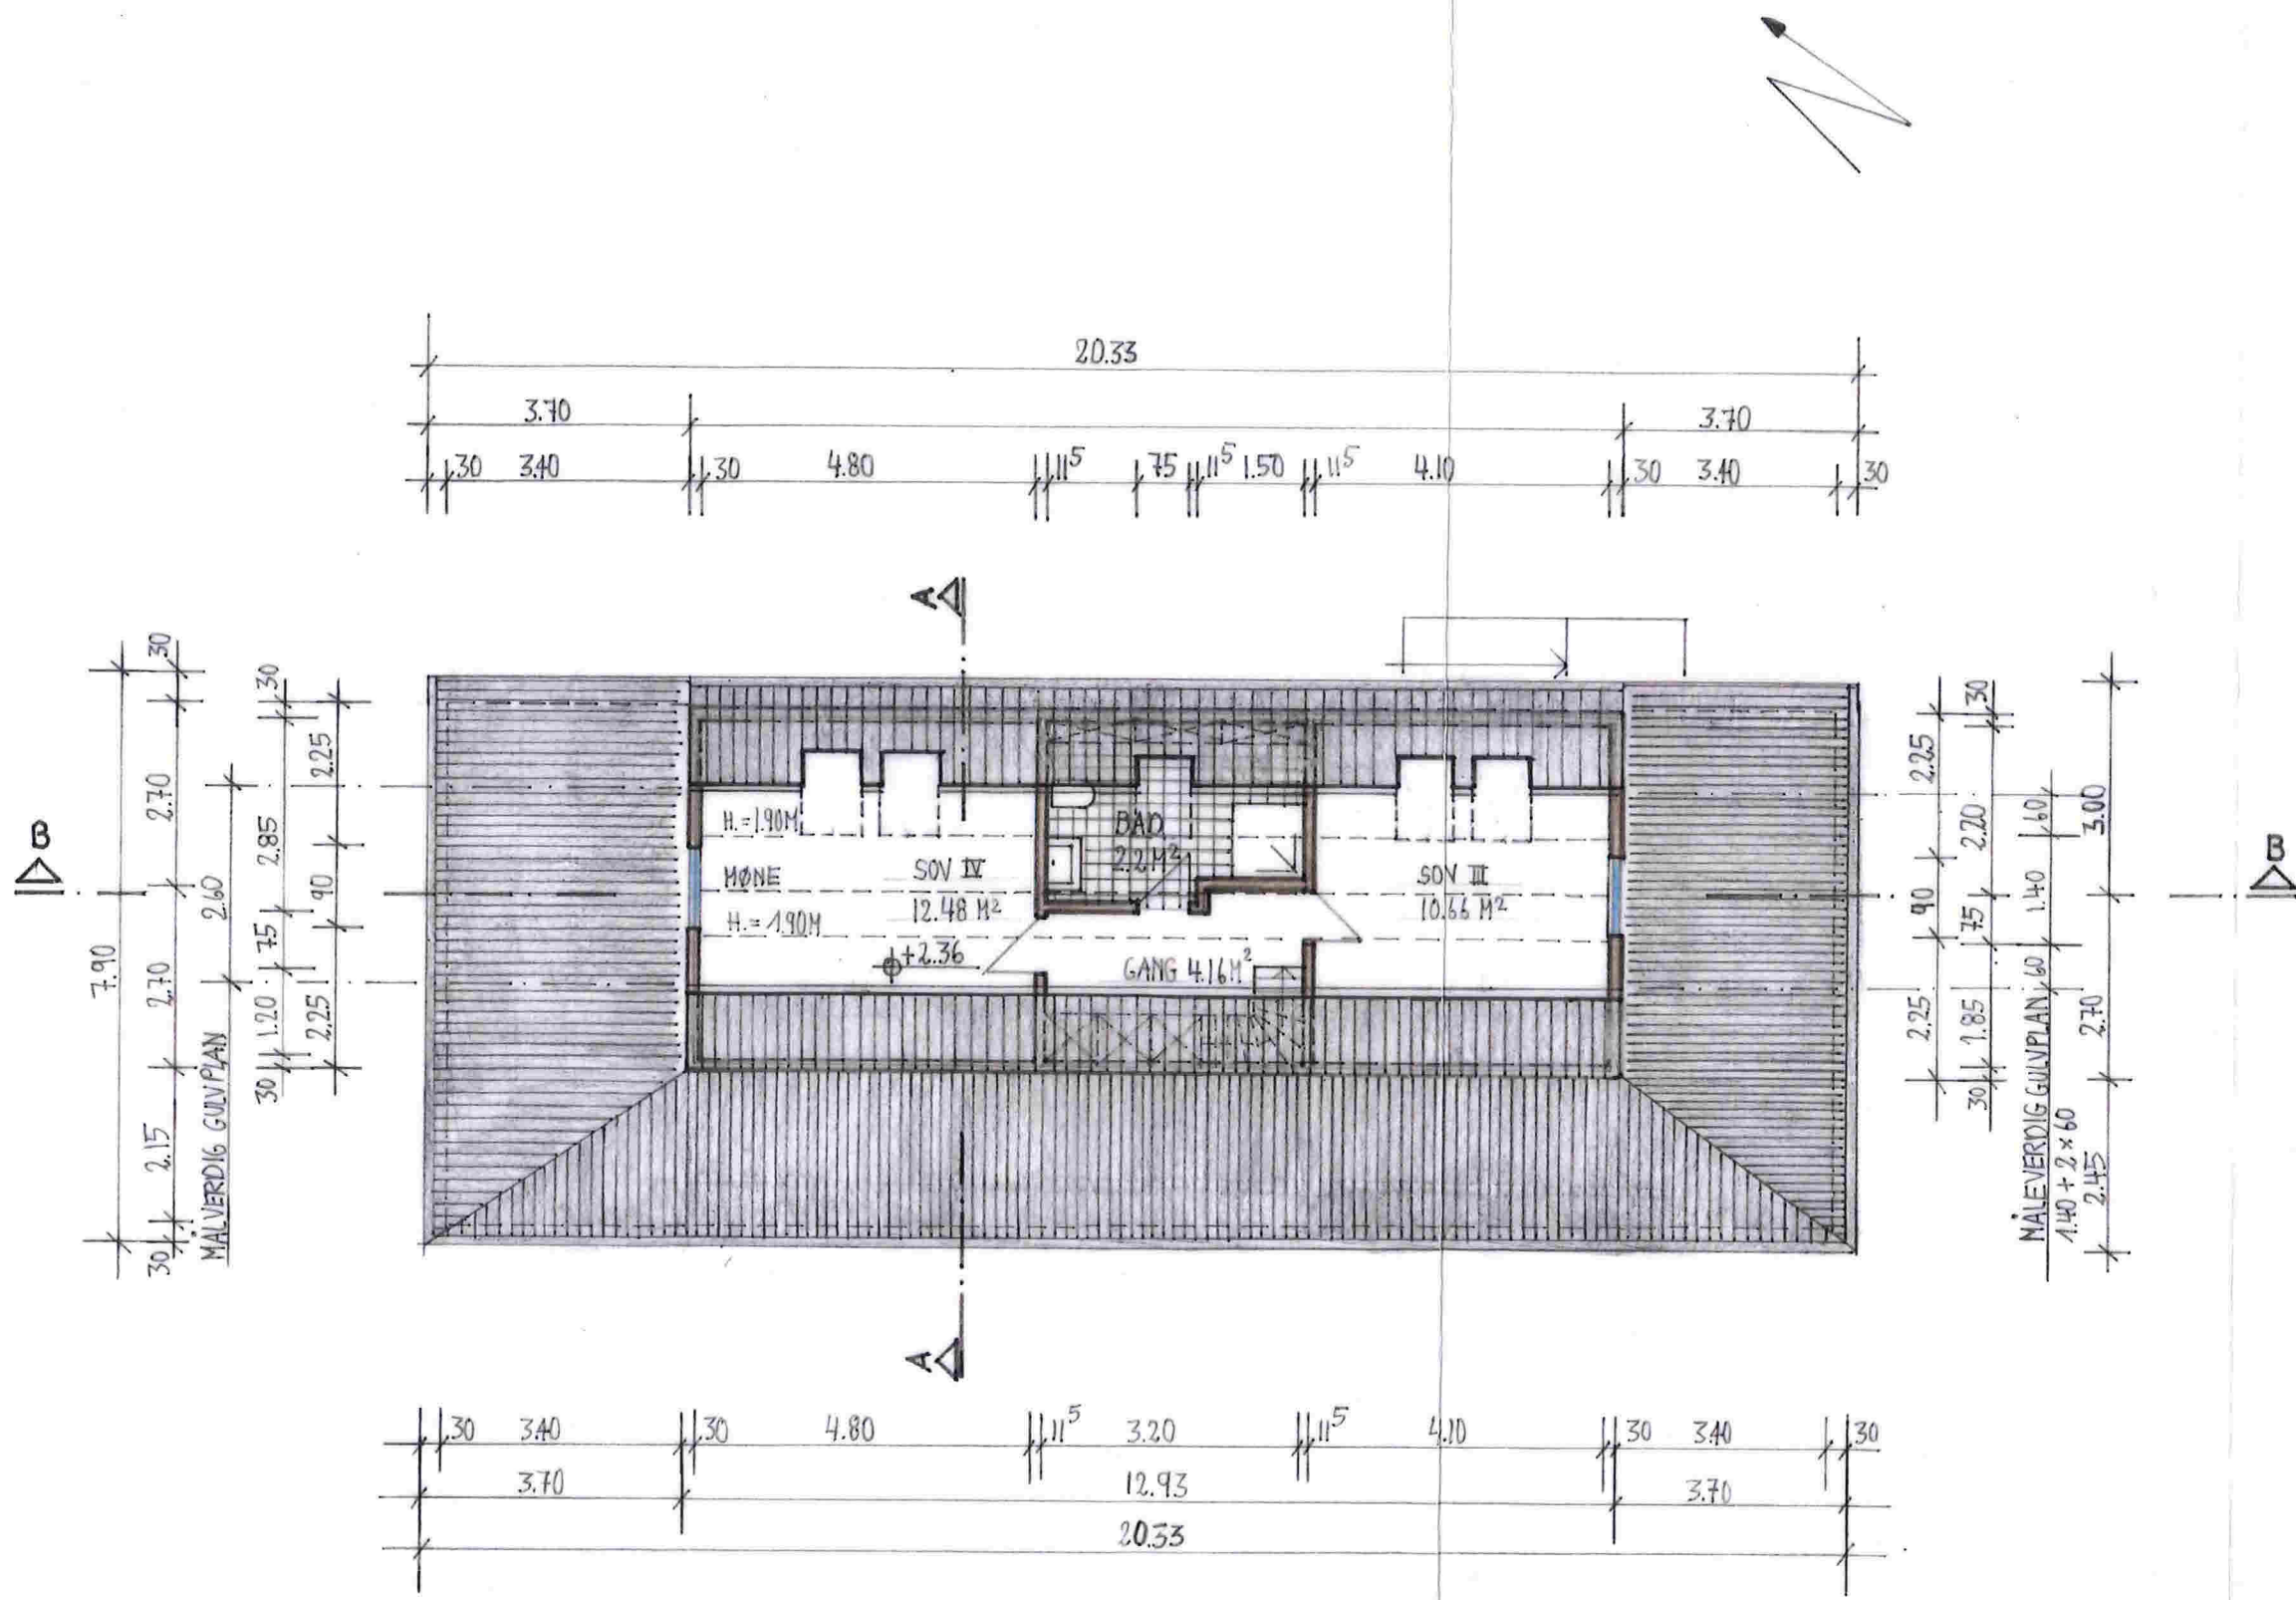 20.33
3.70 3.70
30 3.40 30 4.80 11⁵ 75 11⁵ 1.50 11⁵ 4.10 30 3.40 30
A
B
B
7.90
30 2.70 2.70 2.15 30
2.60
MÅLVERDIG GULVPLAN
30 2.85 75 1.20 30
2.25 90 2.25
H.=1.90M
MØNE
H.=1.90M
SOV IV
12.48 M²
+2.36
BAD
2.2 M²
GANG 4.16M²
SOV III
10.66 M²
2.25 90 2.25
30 2.20 75 1.85 30
60 1.40 60
MÅLEVERDIG GULVPLAN
1.40 + 2 x 60
3.00 2.70 2.45
A
30 3.40 30 4.80 11⁵ 3.20 11⁵ 4.10 30 3.40 30
3.70 12.93 3.70
20.33